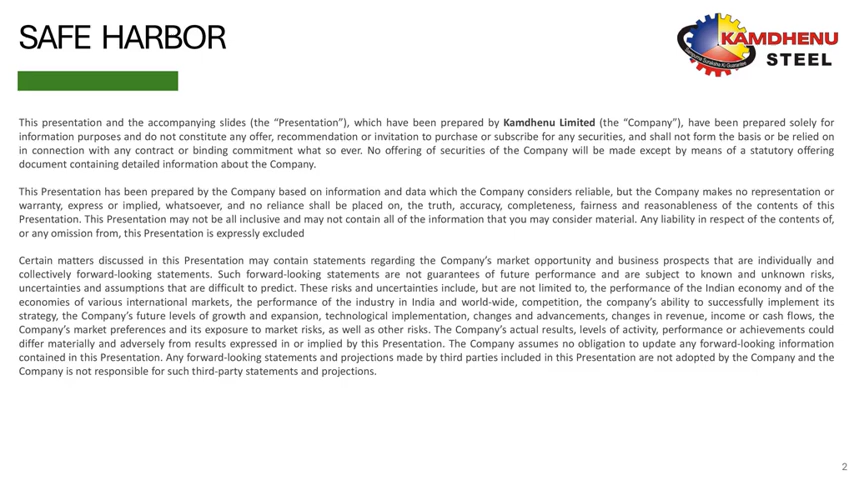 SAFE HARBOR
KAMDHENU
STEEL
This presentation and the accompanying slides (the “Presentation”), which have been prepared by Kamdhenu Limited (the “Company”), have been prepared solely for
information purposes and do not constitute any offer, recommendation or invitation to purchase or subscribe for any securities, and shall not form the basis or be relied on
in connection with any contract or binding commitment what so ever. No offering of securities of the Company will be made except by means of a statutory offering
document containing detailed information about the Company.
This Presentation has been prepared by the Company based on information and data which the Company considers reliable, but the Company makes no representation or
warranty, express or implied, whatsoever, and no reliance shall be placed on, the truth, accuracy, completeness, fairness and reasonableness of the contents of this
Presentation. This Presentation may not be all inclusive and may not contain all of the information that you may consider material. Any liability in respect of the contents of,
or any omission from, this Presentation is expressly excluded
Certain matters discussed in this Presentation may contain statements regarding the Company’s market opportunity and business prospects that are individually and
collectively forward-looking statements. Such forward-looking statements are not guarantees of future performance and are subject to known and unknown risks,
uncertainties and assumptions that are difficult to predict. These risks and uncertainties include, but are not limited to, the performance of the Indian economy and of the
economies of various international markets, the performance of the industry in India and world-wide, competition, the company’s ability to successfully implement its
strategy, the Company’s future levels of growth and expansion, technological implementation, changes and advancements, changes in revenue, income or cash flows, the
Company’s market preferences and its exposure to market risks, as well as other risks. The Company’s actual results, levels of activity, performance or achievements could
differ materially and adversely from results expressed in or implied by this Presentation. The Company assumes no obligation to update any forward-looking information
contained in this Presentation. Any forward-looking statements and projections made by third parties included in this Presentation are not adopted by the Company and the
Company is not responsible for such third-party statements and projections.
2